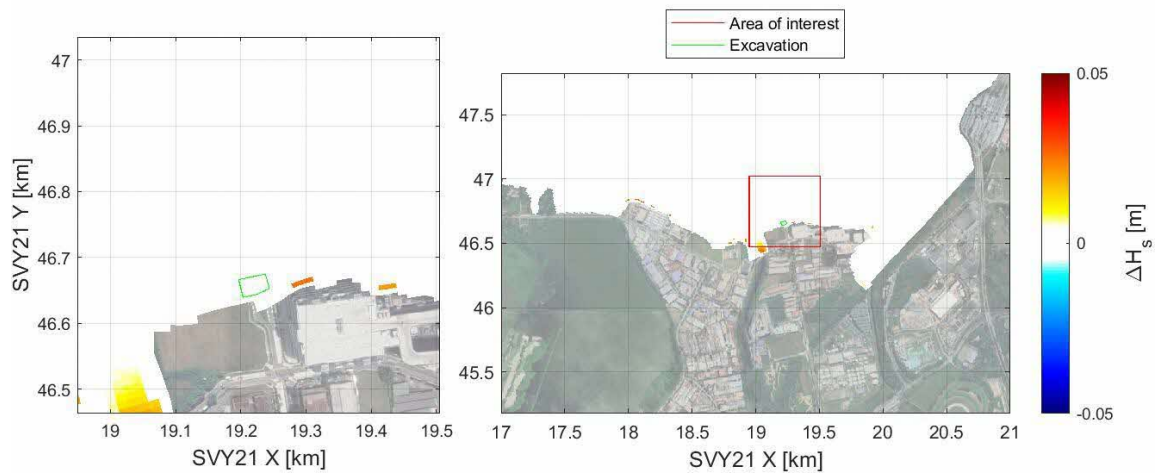 Area of interest
Excavation
47
46.9
46.8
46.7
46.6
46.5
SVY21 Y [km]
19 19.1 19.2 19.3 19.4 19.5
SVY21 X [km]
47.5
47
46.5
46
45.5
17 17.5 18 18.5 19 19.5 20 20.5 21
SVY21 X [km]
0.05
0
-0.05
ΔHs [m]